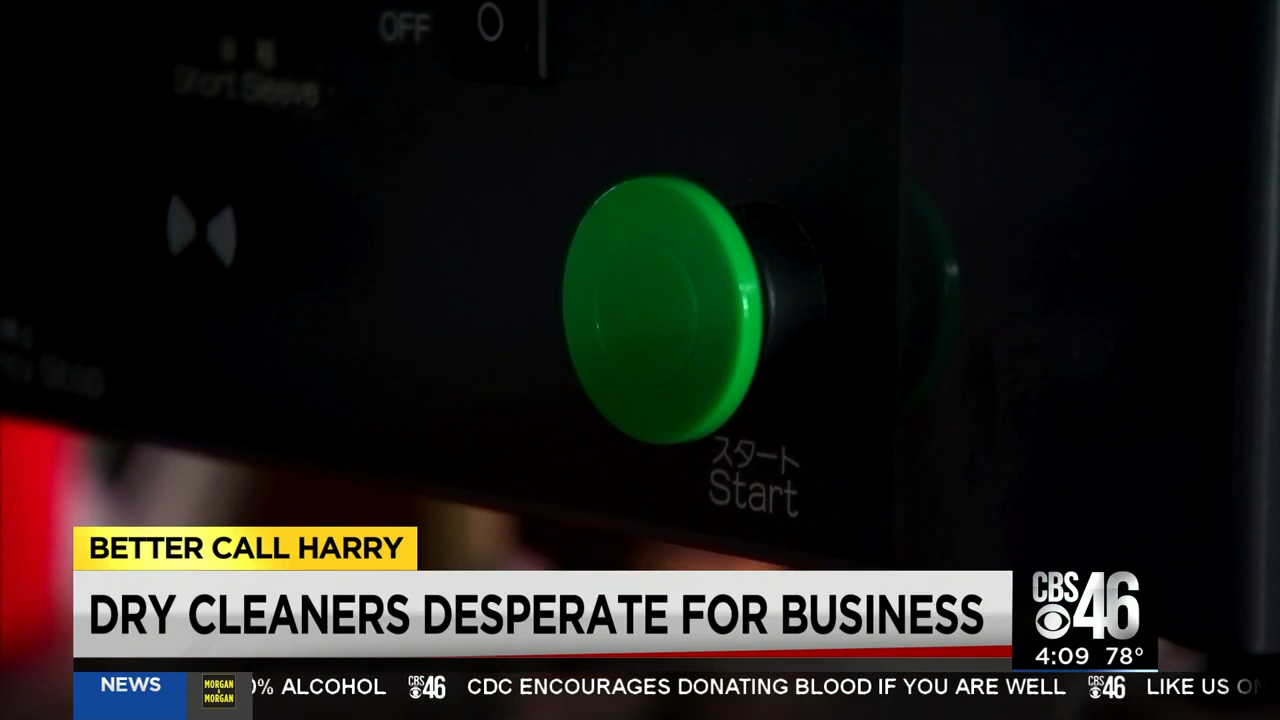 OFF
Short Sleeve
スタート
Start
BETTER CALL HARRY
DRY CLEANERS DESPERATE FOR BUSINESS
CBS 46
4:09 78°
NEWS MORGAN & MORGAN 0% ALCOHOL CBS 46 CDC ENCOURAGES DONATING BLOOD IF YOU ARE WELL CBS 46 LIKE US ON